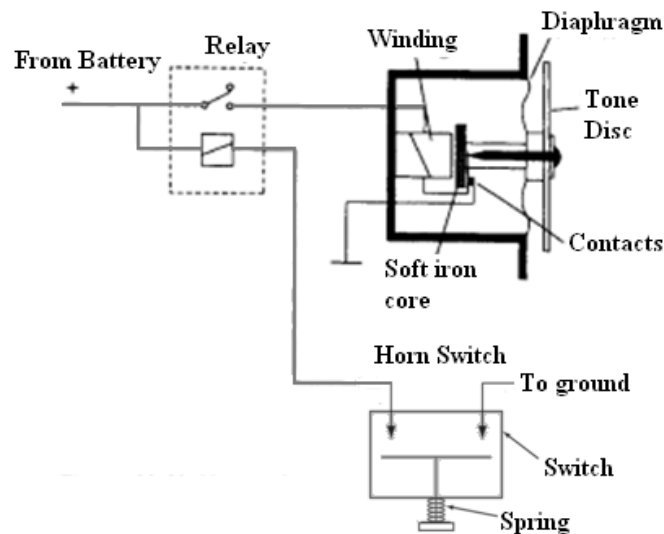 Diaphragm
Relay
Winding
From Battery
+
Tone
Disc
Contacts
Soft iron
core
Horn Switch
To ground
Switch
Spring